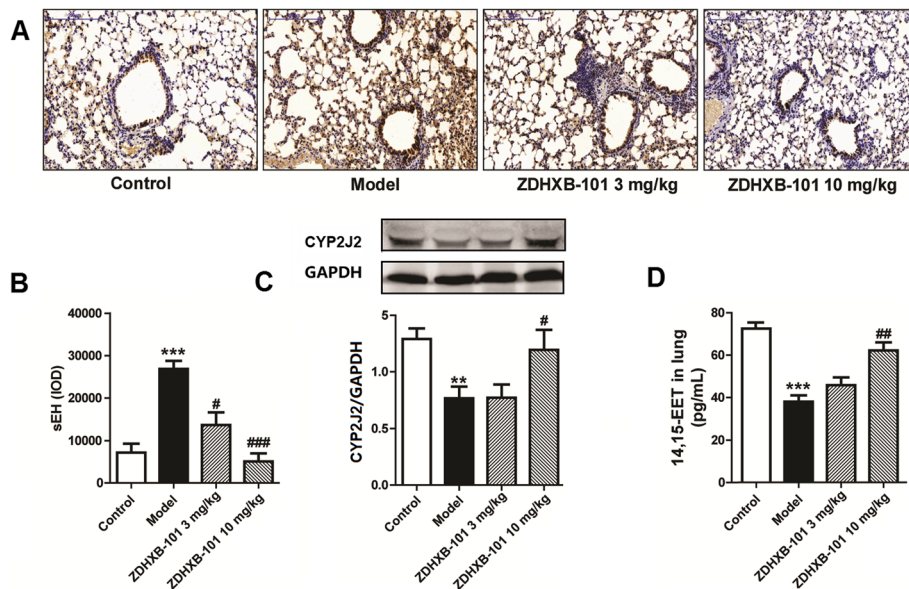 A
Control
Model
ZDHXB-101 3 mg/kg
ZDHXB-101 10 mg/kg
B
sEH (IOD)
40000
30000
20000
10000
0
***
#
###
Control
Model
ZDHXB-101 3 mg/kg
ZDHXB-101 10 mg/kg
C
CYP2J2
GAPDH
CYP2J2/GAPDH
5
1.0
0.5
0.0
**
#
Control
Model
ZDHXB-101 3 mg/kg
ZDHXB-101 10 mg/kg
D
14,15-EET in lung
(pg/mL)
80
60
40
20
0
***
##
Control
Model
ZDHXB-101 3 mg/kg
ZDHXB-101 10 mg/kg